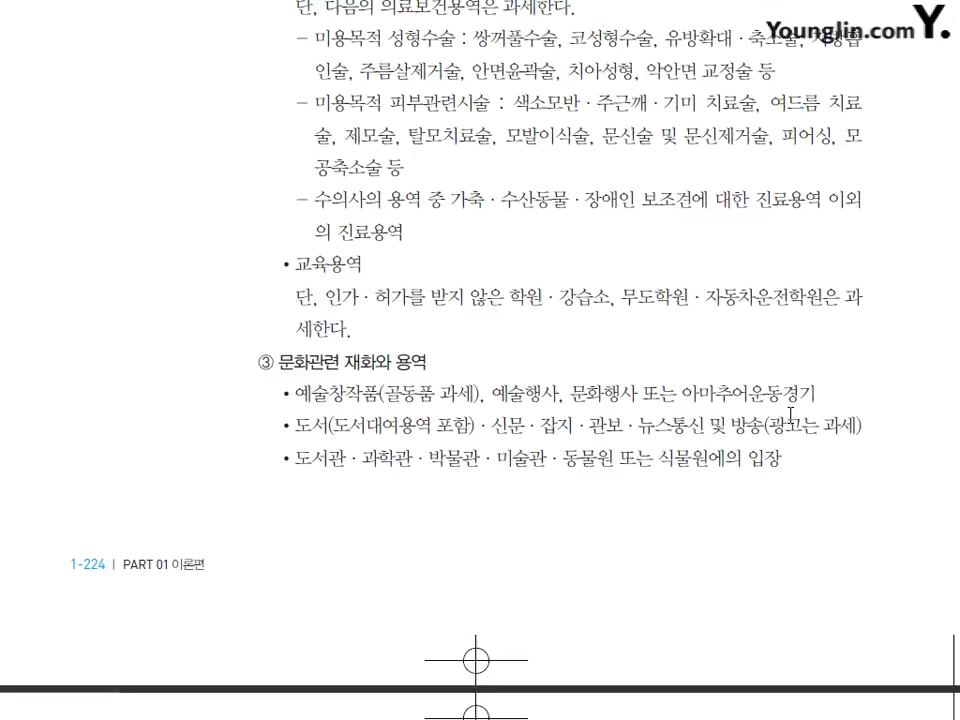 단, 다음의 의료보건용역은 과세한다.
Younglin.com Y.
– 미용목적 성형수술 : 쌍꺼풀수술, 코성형수술, 유방확대 · 축소술,
인술, 주름살제거술, 안면윤곽술, 치아성형, 악안면 교정술 등
– 미용목적 피부관련시술 : 색소모반 · 주근깨 · 기미 치료술, 여드름 치료
술, 제모술, 탈모치료술, 모발이식술, 문신술 및 문신제거술, 피어싱, 모
공축소술 등
– 수의사의 용역 중 가축 · 수산동물 · 장애인 보조견에 대한 진료용역 이외
의 진료용역
• 교육용역
단, 인가 · 허가를 받지 않은 학원 · 강습소, 무도학원 · 자동차운전학원은 과
세한다.
③ 문화관련 재화와 용역
• 예술창작품(골동품 과세), 예술행사, 문화행사 또는 아마추어운동경기
• 도서(도서대여용역 포함) · 신문 · 잡지 · 관보 · 뉴스통신 및 방송(광고는 과세)
• 도서관 · 과학관 · 박물관 · 미술관 · 동물원 또는 식물원에의 입장
1-224 | PART 01 이론편